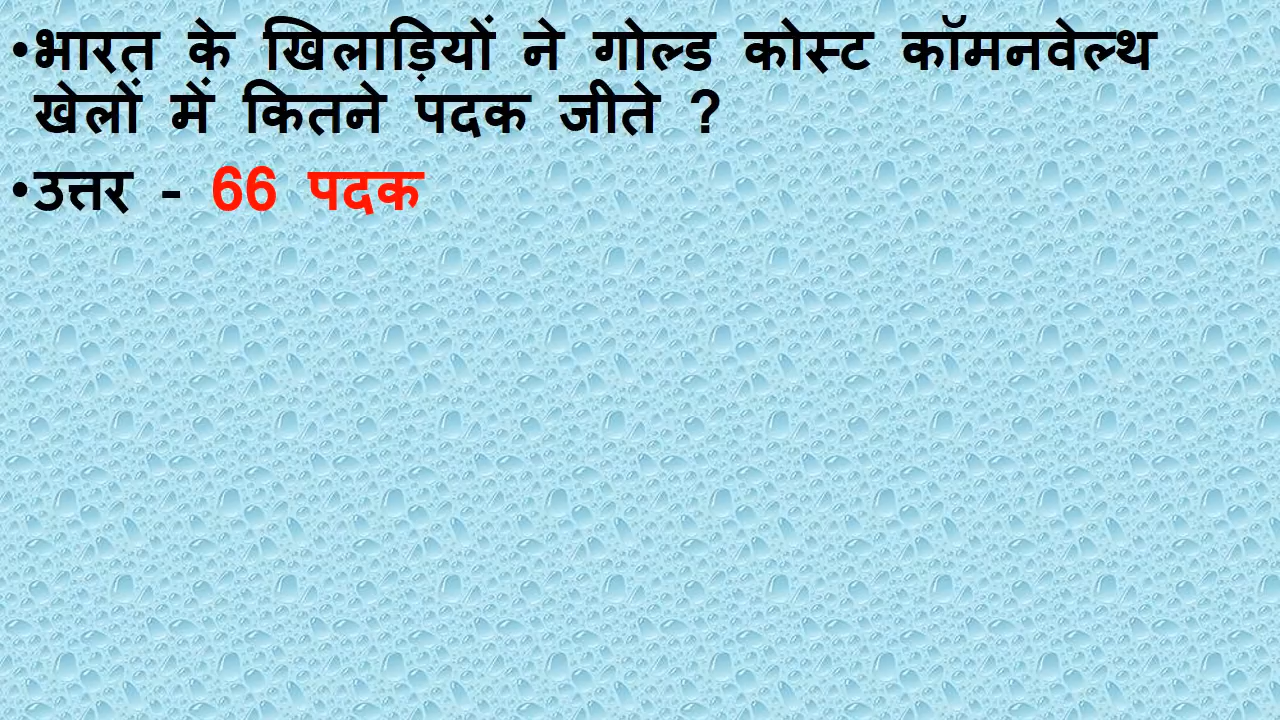 •भारत के खिलाड़ियों ने गोल्ड कोस्ट कॉमनवेल्थ
खेलों में कितने पदक जीते ?
•उत्तर - 66 पदक